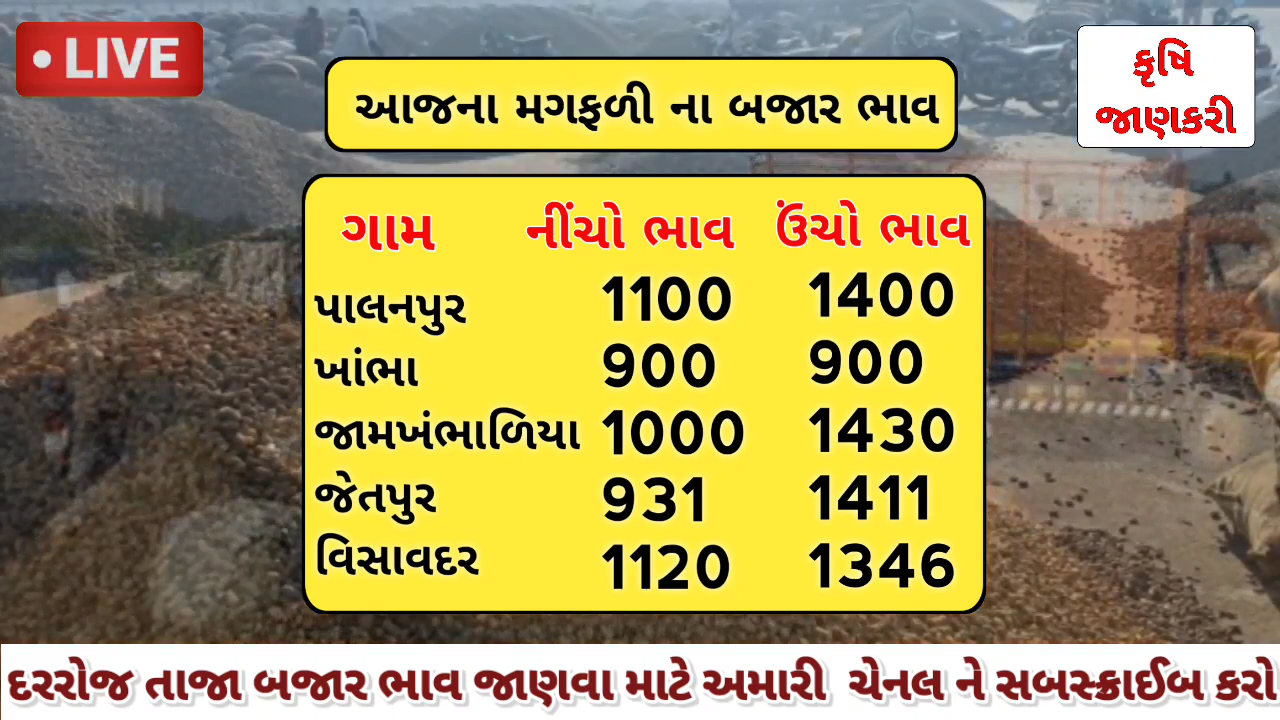 LIVE
કૃષિ
જાણકરી
આજના મગફળી ના બજાર ભાવ
ગામ નીંચો ભાવ ઉંચો ભાવ
પાલનપુર 1100 1400
ખાંભા 900 900
જામખંભાળિયા 1000 1430
જેતપુર 931 1411
વિસાવદર 1120 1346
દરરોજ તાજા બજાર ભાવ જાણવા માટે અમારી ચેનલ ને સબસ્ક્રાઈબ કરો